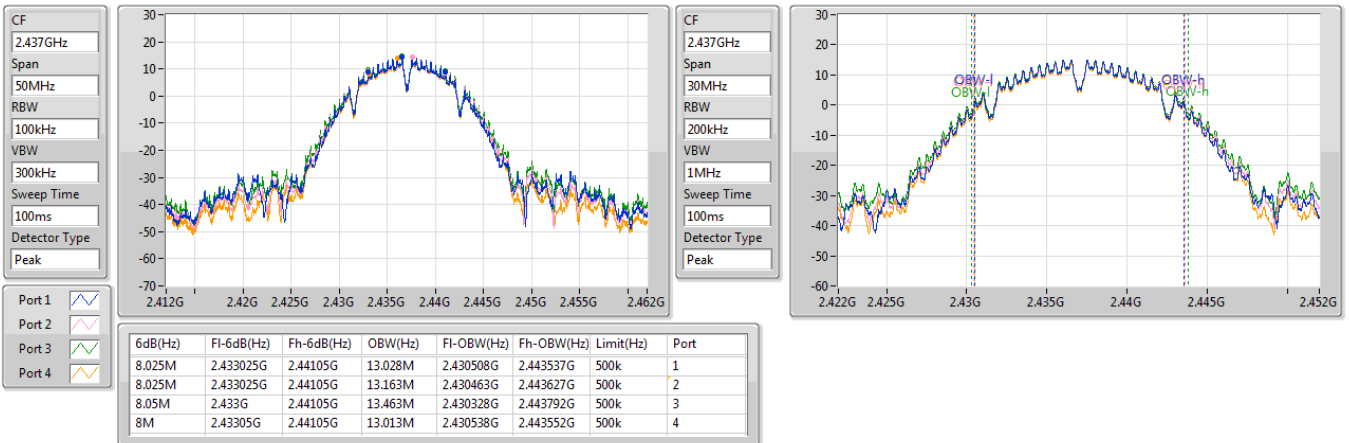 CF
2.437GHz
Span
50MHz
RBW
100kHz
VBW
300kHz
Sweep Time
100ms
Detector Type
Peak
Port 1
Port 2
Port 3
Port 4
30
20
10
0
-10
-20
-30
-40
-50
-60
-70
2.412G 2.42G 2.425G 2.43G 2.435G 2.44G 2.445G 2.45G 2.455G 2.462G
CF
2.437GHz
Span
30MHz
RBW
200kHz
VBW
1MHz
Sweep Time
100ms
Detector Type
Peak
30
20
10
0
-10
-20
-30
-40
-50
-60
OBW-l OBW-h
OBW-l OBW-h
2.422G 2.425G 2.43G 2.435G 2.44G 2.445G 2.452G
6dB(Hz) Fl-6dB(Hz) Fh-6dB(Hz) OBW(Hz) Fl-OBW(Hz) Fh-OBW(Hz) Limit(Hz) Port
8.025M 2.433025G 2.44105G 13.028M 2.430508G 2.443537G 500k 1
8.025M 2.433025G 2.44105G 13.163M 2.430463G 2.443627G 500k 2
8.05M 2.433G 2.44105G 13.463M 2.430328G 2.443792G 500k 3
8M 2.43305G 2.44105G 13.013M 2.430538G 2.443552G 500k 4